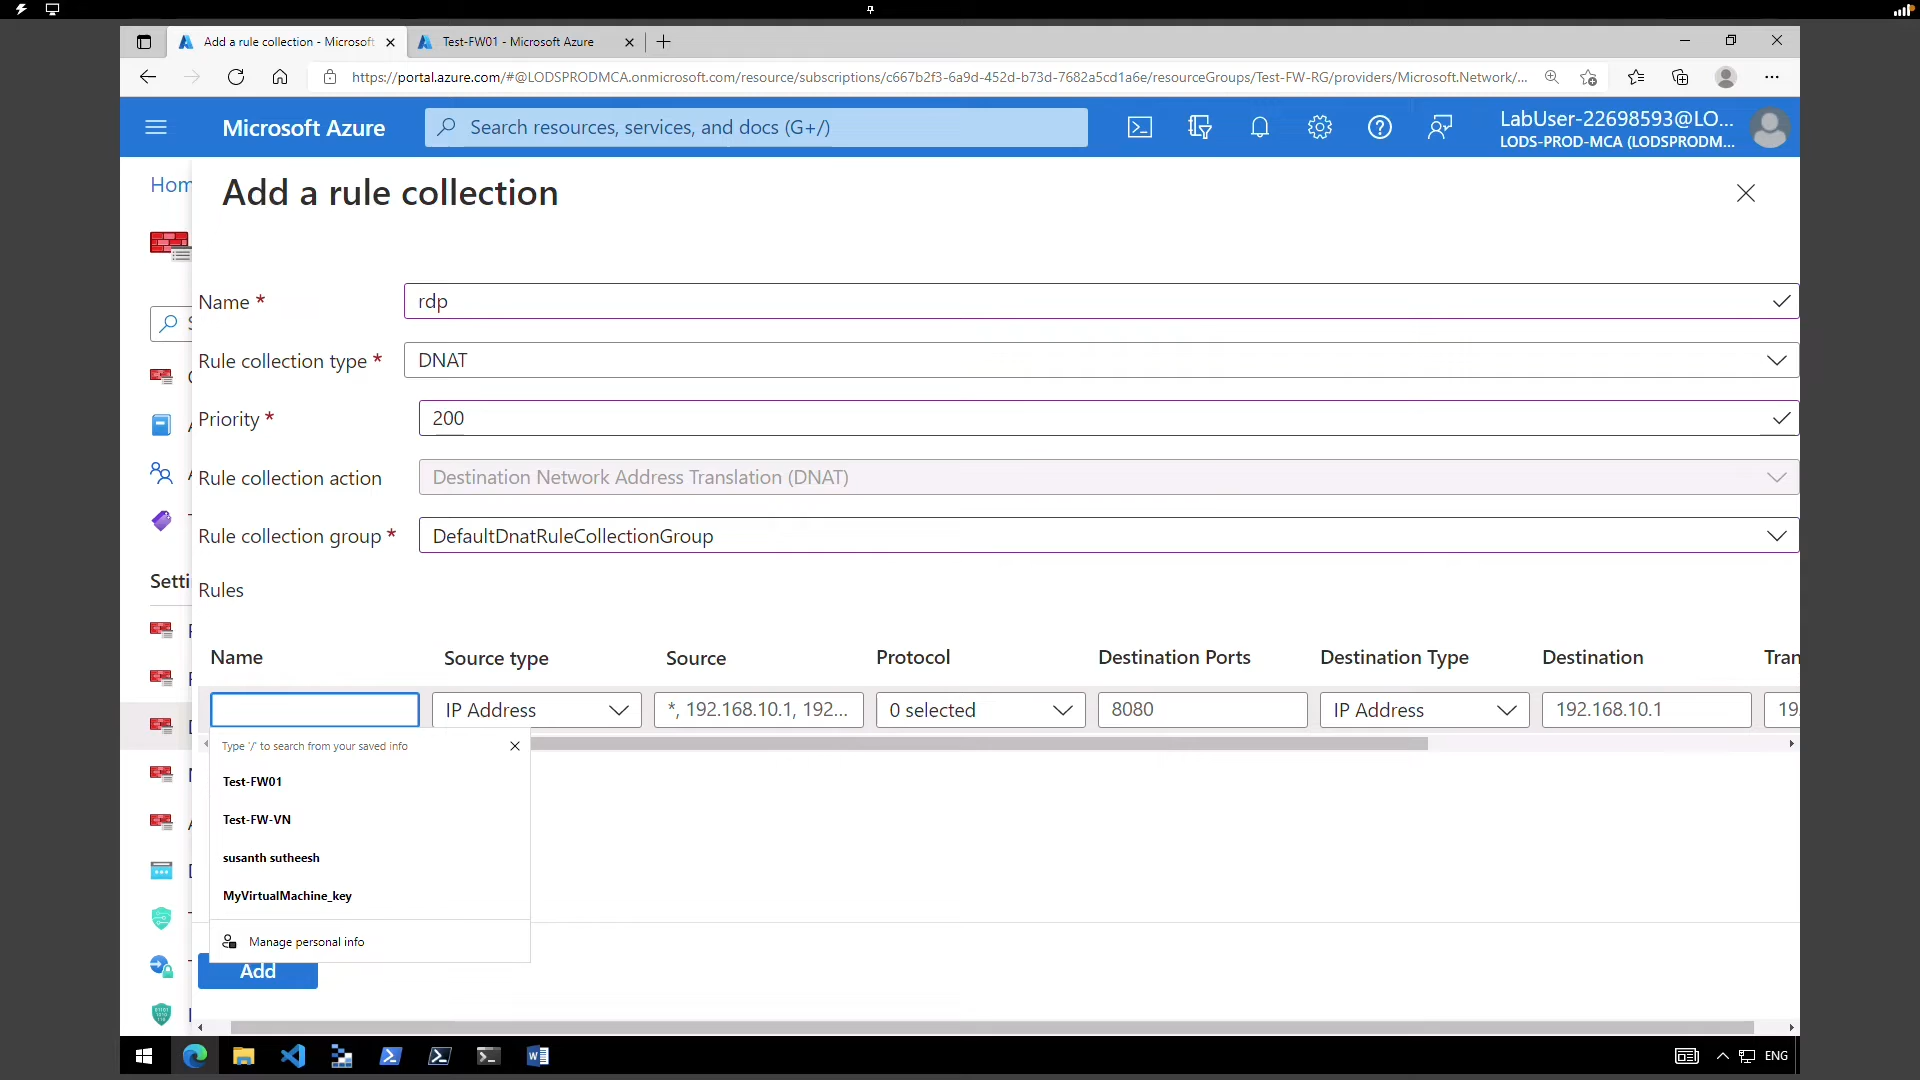 Add a rule collection - Microsoft
Test-FW01 - Microsoft Azure
https://portal.azure.com/#@LODSPRODMCA.onmicrosoft.com/resource/subscriptions/c667b2f3-6a9d-452d-b73d-7682a5cd1a6e/resourceGroups/Test-FW-RG/providers/Microsoft.Network/...
Microsoft Azure
Search resources, services, and docs (G+/)
LabUser-22698593@LO...
LODS-PROD-MCA (LODSPRODM...
Hom
Add a rule collection
Name *
rdp
Rule collection type *
DNAT
Priority *
200
Rule collection action
Destination Network Address Translation (DNAT)
Rule collection group *
DefaultDnatRuleCollectionGroup
Setti
Rules
Name
Source type
Source
Protocol
Destination Ports
Destination Type
Destination
Tran
IP Address
*, 192.168.10.1, 192...
0 selected
8080
IP Address
192.168.10.1
19
Type '/' to search from your saved info
Test-FW01
Test-FW-VN
susanth sutheesh
MyVirtualMachine_key
Manage personal info
Add
ENG